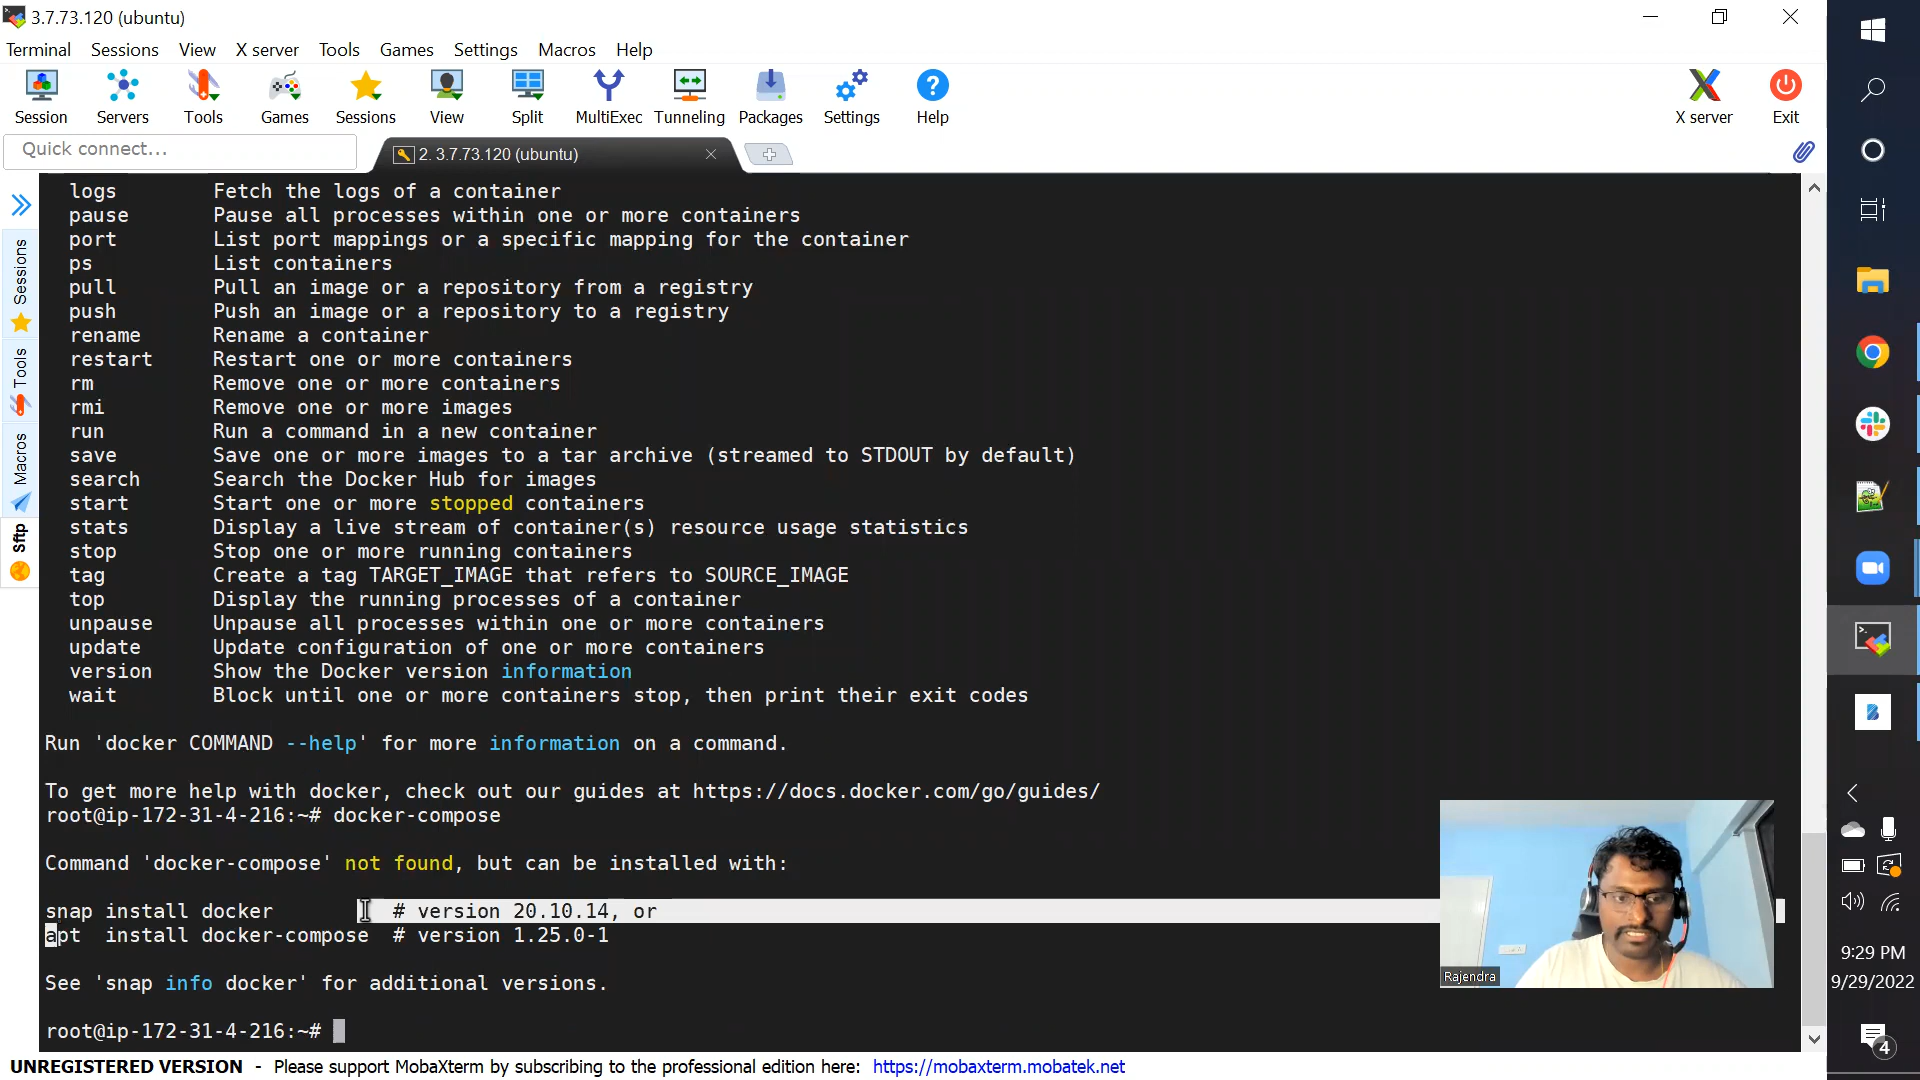 3.7.73.120 (ubuntu)
Terminal Sessions View X server Tools Games Settings Macros Help
Session Servers Tools Games Sessions View Split MultiExec Tunneling Packages Settings Help X server Exit
Quick connect...
2. 3.7.73.120 (ubuntu)
Sessions
Tools
Macros
Sftp
logs Fetch the logs of a container
pause Pause all processes within one or more containers
port List port mappings or a specific mapping for the container
ps List containers
pull Pull an image or a repository from a registry
push Push an image or a repository to a registry
rename Rename a container
restart Restart one or more containers
rm Remove one or more containers
rmi Remove one or more images
run Run a command in a new container
save Save one or more images to a tar archive (streamed to STDOUT by default)
search Search the Docker Hub for images
start Start one or more stopped containers
stats Display a live stream of container(s) resource usage statistics
stop Stop one or more running containers
tag Create a tag TARGET_IMAGE that refers to SOURCE_IMAGE
top Display the running processes of a container
unpause Unpause all processes within one or more containers
update Update configuration of one or more containers
version Show the Docker version information
wait Block until one or more containers stop, then print their exit codes
Run 'docker COMMAND --help' for more information on a command.
To get more help with docker, check out our guides at https://docs.docker.com/go/guides/
root@ip-172-31-4-216:~# docker-compose
Command 'docker-compose' not found, but can be installed with:
snap install docker # version 20.10.14, or
apt install docker-compose # version 1.25.0-1
See 'snap info docker' for additional versions.
root@ip-172-31-4-216:~#
Rajendra
9:29 PM
9/29/2022
4
UNREGISTERED VERSION - Please support MobaXterm by subscribing to the professional edition here: https://mobaxterm.mobatek.net